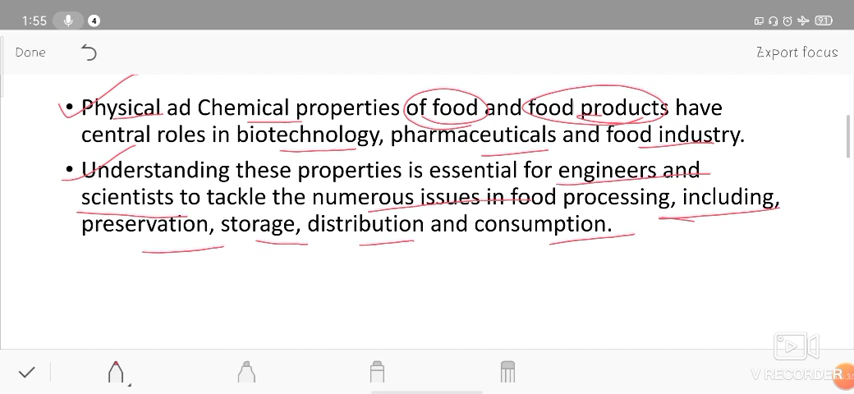 1:55 4 91
Done Export focus
• Physical ad Chemical properties of food and food products have
central roles in biotechnology, pharmaceuticals and food industry.
• Understanding these properties is essential for engineers and
scientists to tackle the numerous issues in food processing, including,
preservation, storage, distribution and consumption.
V RECORDER